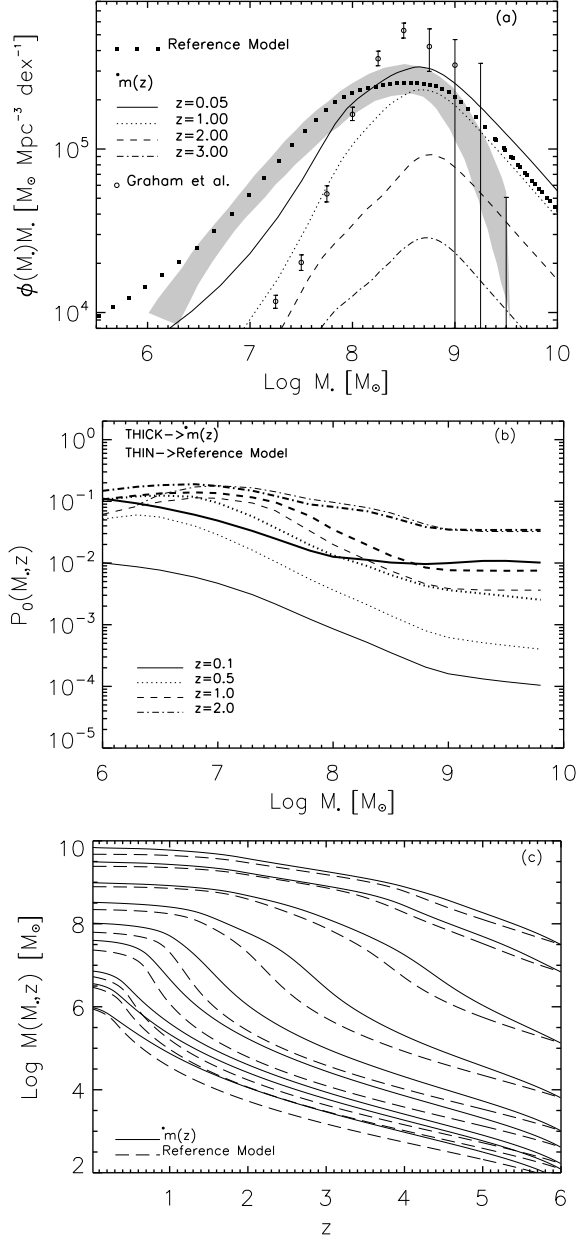 (a)
Reference Model
ṁ(z)
z=0.05
z=1.00
z=2.00
z=3.00
Graham et al.
φ(M•)M• [M⊙ Mpc⁻³ dex⁻¹]
10⁵
10⁴
6 7 8 9 10
Log M• [M⊙]
(b)
THICK−>ṁ(z)
THIN−>Reference Model
P₀(M•,z)
10⁰
10⁻¹
10⁻²
10⁻³
10⁻⁴
10⁻⁵
z=0.1
z=0.5
z=1.0
z=2.0
6 7 8 9 10
Log M• [M⊙]
(c)
Log M(M•,z) [M⊙]
10
8
6
4
2
ṁ(z)
Reference Model
1 2 3 4 5 6
z